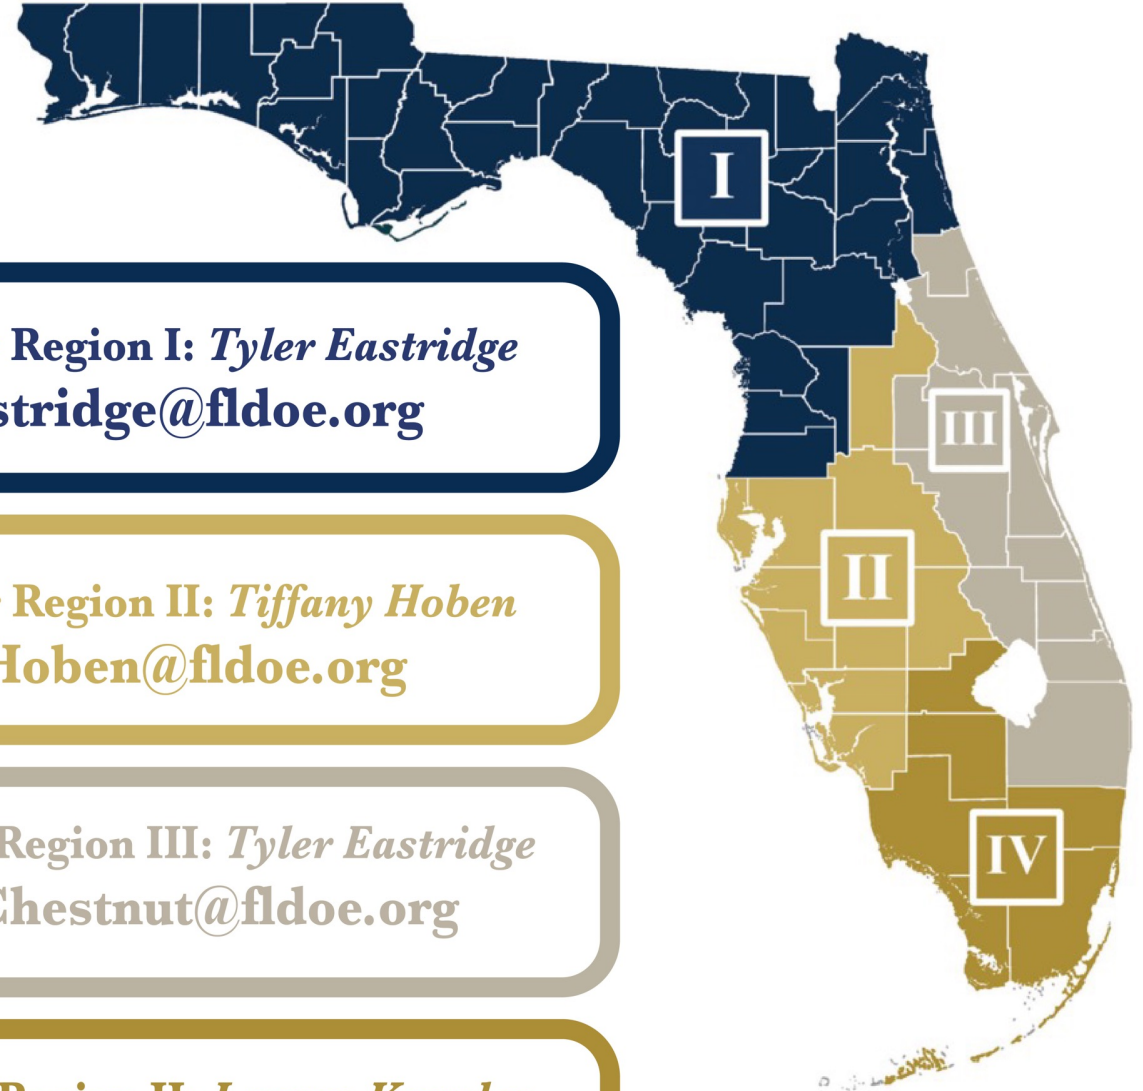 I
Region I: Tyler Eastridge
stridge@fldoe.org
III
Region II: Tiffany Hoben
Hoben@fldoe.org
II
Region III: Tyler Eastridge
Chestnut@fldoe.org
IV